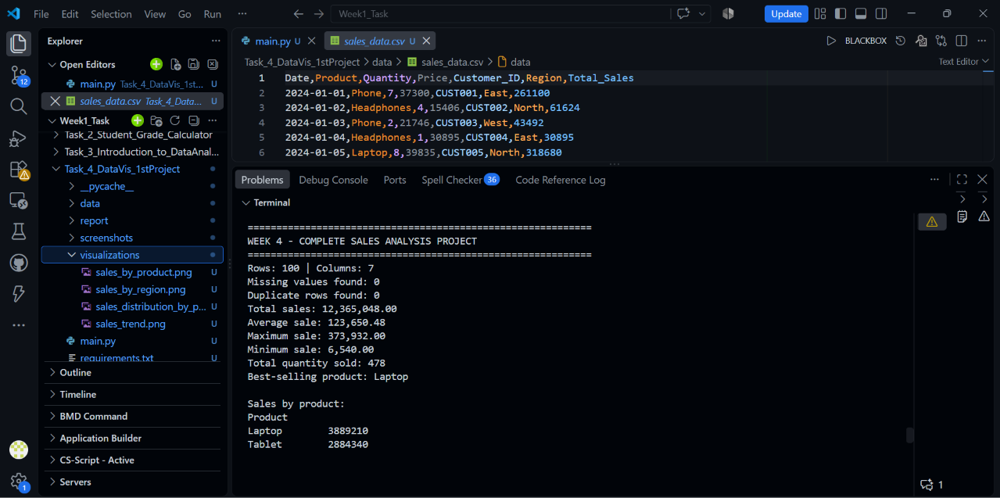 File Edit Selection View Go Run ··· Week1_Task Update
Explorer
Open Editors
main.py Task_4_DataVis_1st... U
sales_data.csv Task_4_Data... U
Week1_Task
Task_2_Student_Grade_Calculator
Task_3_Introduction_to_DataAnal...
Task_4_DataVis_1stProject
__pycache__
data
report
screenshots
visualizations
sales_by_product.png U
sales_by_region.png U
sales_distribution_by_p... U
sales_trend.png U
main.py U
requirements.txt U
Outline
Timeline
BMD Command
Application Builder
CS-Script - Active
Servers
12
1
main.py U sales_data.csv U BLACKBOX
Task_4_DataVis_1stProject > data > sales_data.csv > data Text Editor
1 Date,Product,Quantity,Price,Customer_ID,Region,Total_Sales
2 2024-01-01,Phone,7,37300,CUST001,East,261100
3 2024-01-02,Headphones,4,15406,CUST002,North,61624
4 2024-01-03,Phone,2,21746,CUST003,West,43492
5 2024-01-04,Headphones,1,30895,CUST004,East,30895
6 2024-01-05,Laptop,8,39835,CUST005,North,318680
Problems Debug Console Ports Spell Checker 36 Code Reference Log
Terminal
============================================================
WEEK 4 - COMPLETE SALES ANALYSIS PROJECT
============================================================
Rows: 100 | Columns: 7
Missing values found: 0
Duplicate rows found: 0
Total sales: 12,365,048.00
Average sale: 123,650.48
Maximum sale: 373,932.00
Minimum sale: 6,540.00
Total quantity sold: 478
Best-selling product: Laptop
Sales by product:
Product
Laptop 3889210
Tablet 2884340
1